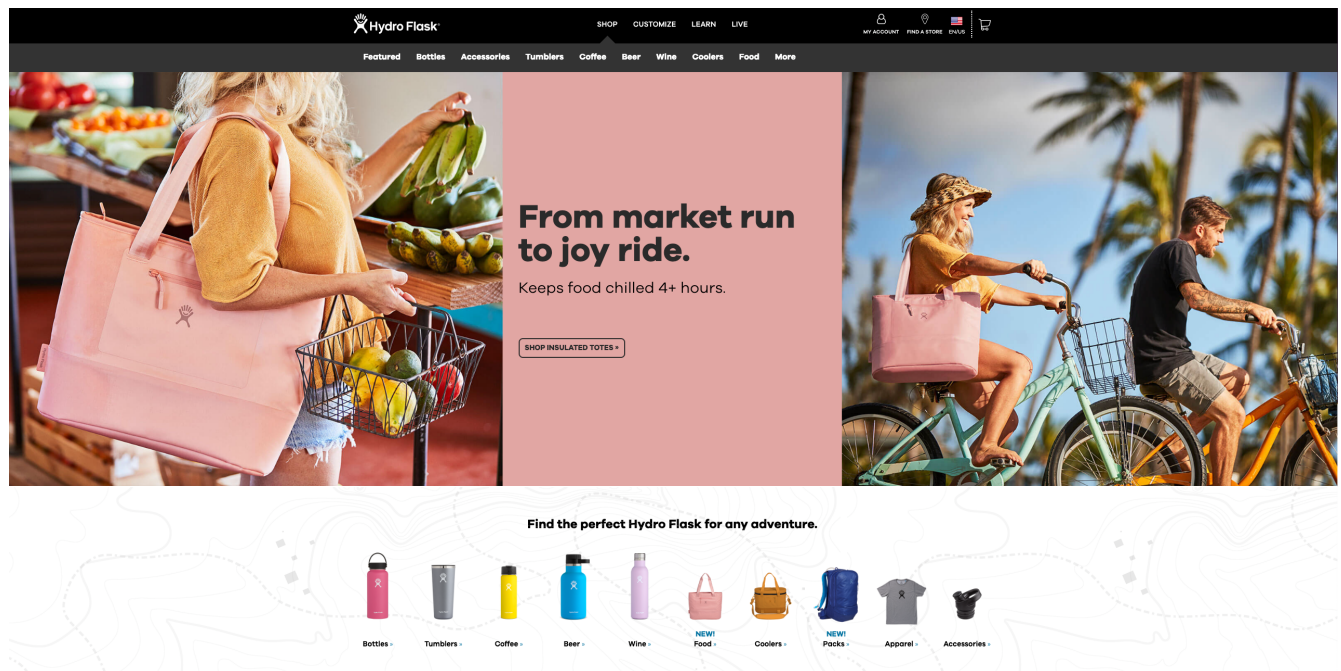 Hydro Flask
SHOP CUSTOMIZE LEARN LIVE
MY ACCOUNT FIND A STORE EN/US
Featured Bottles Accessories Tumblers Coffee Beer Wine Coolers Food More
From market run
to joy ride.
Keeps food chilled 4+ hours.
SHOP INSULATED TOTES »
Find the perfect Hydro Flask for any adventure.
NEW! NEW!
Bottles » Tumblers » Coffee » Beer » Wine » Food » Coolers » Packs » Apparel » Accessories »